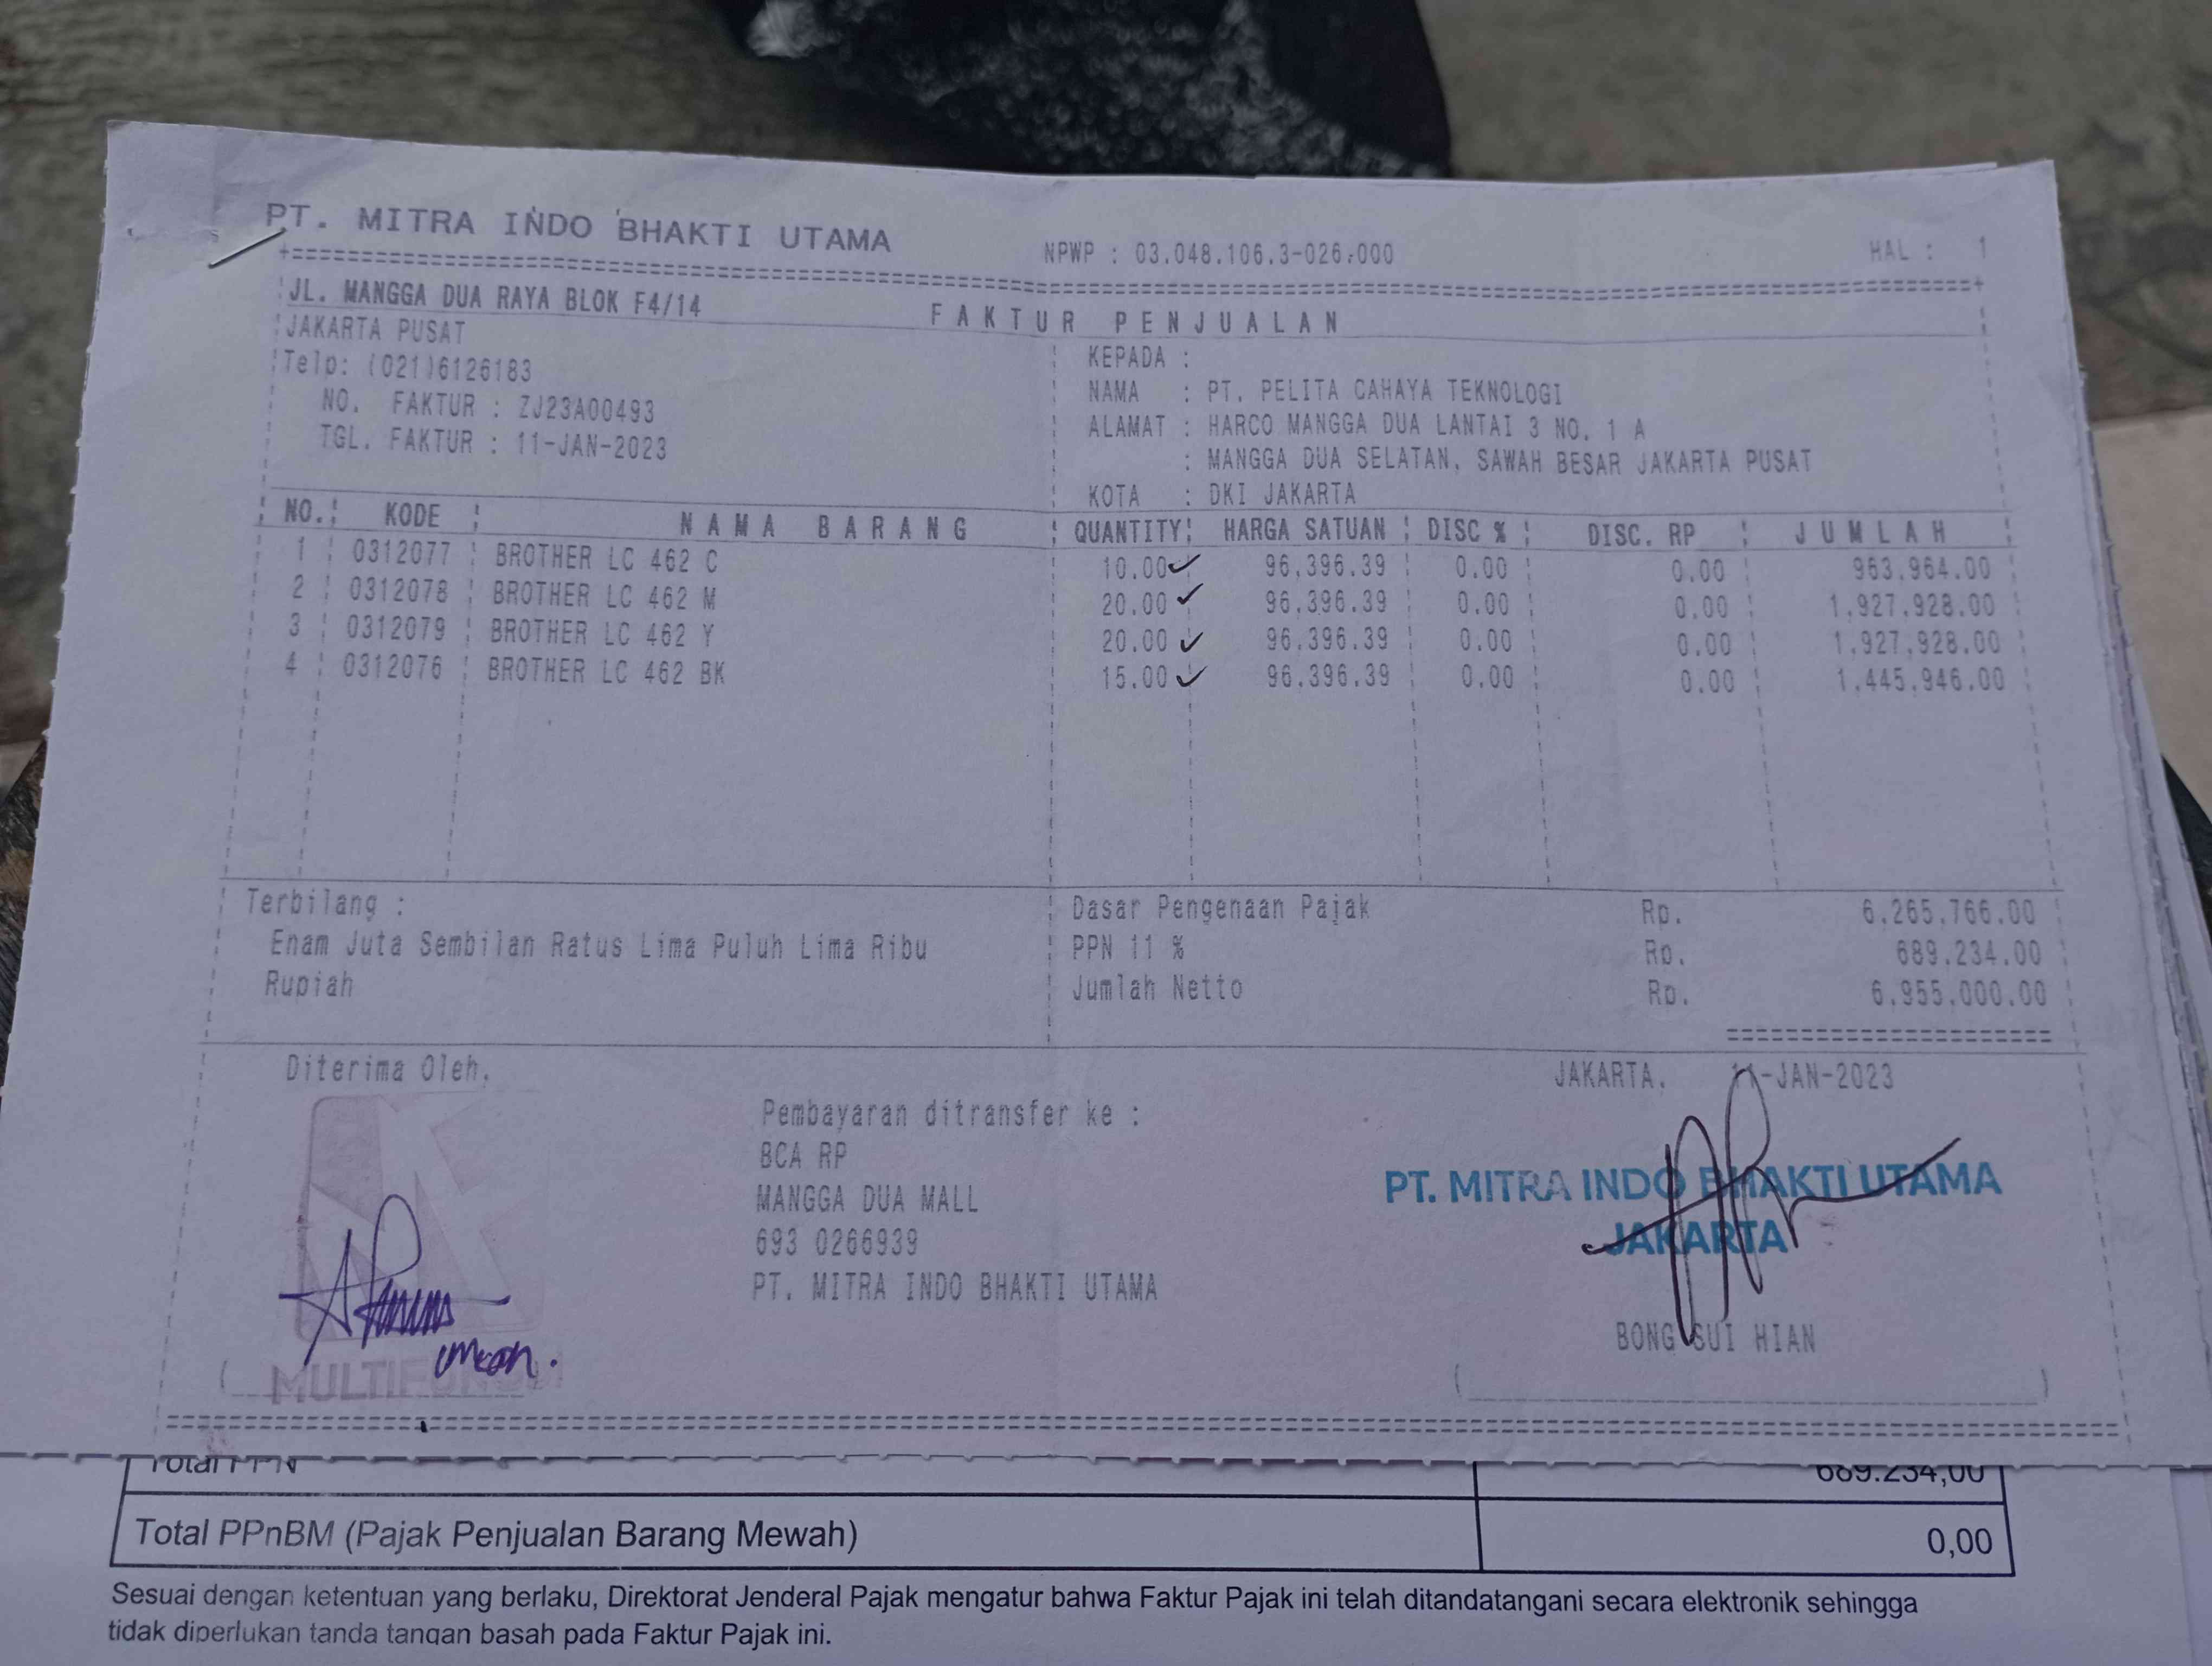 PT. MITRA INDO BHAKTI UTAMA
NPWP : 03.048.106.3-026.000
HAL : 1
JL. MANGGA DUA RAYA BLOK F4/14
FAKTUR PENJUALAN
JAKARTA PUSAT
Telp: (021)6126183
NO. FAKTUR : ZJ23A00493
TGL. FAKTUR : 11-JAN-2023
KEPADA :
NAMA : PT. PELITA CAHAYA TEKNOLOGI
ALAMAT : HARCO MANGGA DUA LANTAI 3 NO. 1 A
: MANGGA DUA SELATAN, SAWAH BESAR JAKARTA PUSAT
KOTA : DKI JAKARTA
NO. KODE NAMA BARANG QUANTITY HARGA SATUAN DISC % DISC. RP JUMLAH
1 0312077 BROTHER LC 462 C 10.00 96,396.39 0.00 0.00 963,964.00
2 0312078 BROTHER LC 462 M 20.00 96,396.39 0.00 0.00 1,927,928.00
3 0312079 BROTHER LC 462 Y 20.00 96,396.39 0.00 0.00 1,927,928.00
4 0312076 BROTHER LC 462 BK 15.00 96,396.39 0.00 0.00 1,445,946.00
Terbilang :
Enam Juta Sembilan Ratus Lima Puluh Lima Ribu
Rupiah
Dasar Pengenaan Pajak Rp. 6,265,766.00
PPN 11 % Rp. 689,234.00
Jumlah Netto Rp. 6,955,000.00
Diterima Oleh,
Pembayaran ditransfer ke :
BCA RP
MANGGA DUA MALL
693 0266939
PT. MITRA INDO BHAKTI UTAMA
JAKARTA, 11-JAN-2023
PT. MITRA INDO BHAKTI UTAMA
JAKARTA
BONG SUI HIAN
Total PPN 689.234,00
Total PPnBM (Pajak Penjualan Barang Mewah) 0,00
Sesuai dengan ketentuan yang berlaku, Direktorat Jenderal Pajak mengatur bahwa Faktur Pajak ini telah ditandatangani secara elektronik sehingga
tidak diperlukan tanda tangan basah pada Faktur Pajak ini.